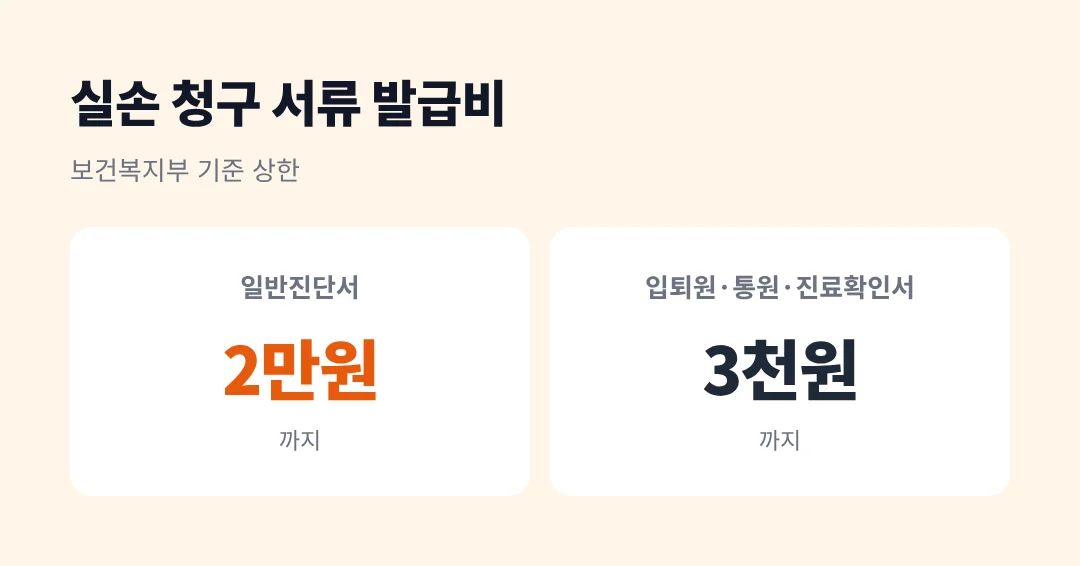 실손 청구 서류 발급비
보건복지부 기준 상한
일반진단서
2만원
까지
입퇴원·통원·진료확인서
3천원
까지